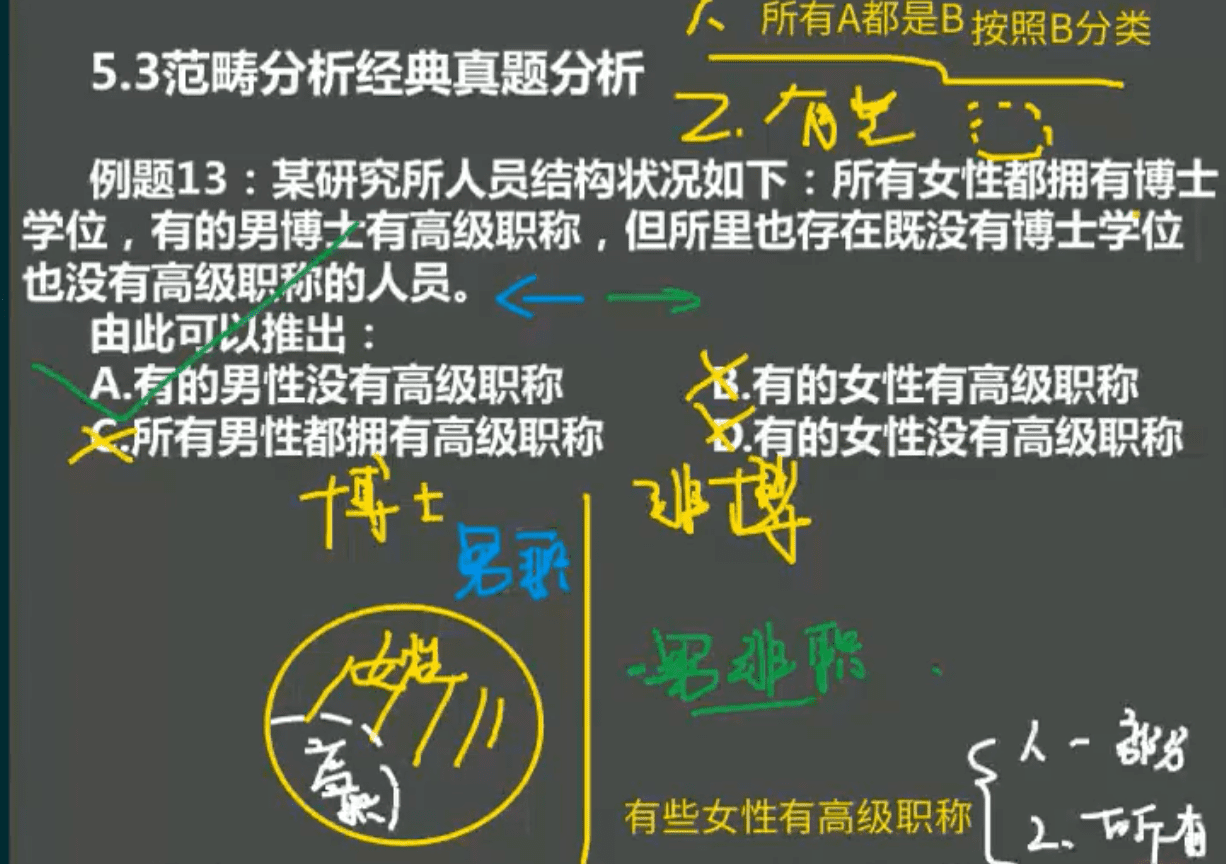 1. 所有A都是B 按照B分类
5.3范畴分析经典真题分析
2. 有些
例题13：某研究所人员结构状况如下：所有女性都拥有博士
学位，有的男博士有高级职称，但所里也存在既没有博士学位
也没有高级职称的人员。
由此可以推出：
A.有的男性没有高级职称 B.有的女性有高级职称
C.所有男性都拥有高级职称 D.有的女性没有高级职称
博士 非博
男职
女性
男非职
高职
1 一部分
有些女性有高级职称
2、所有